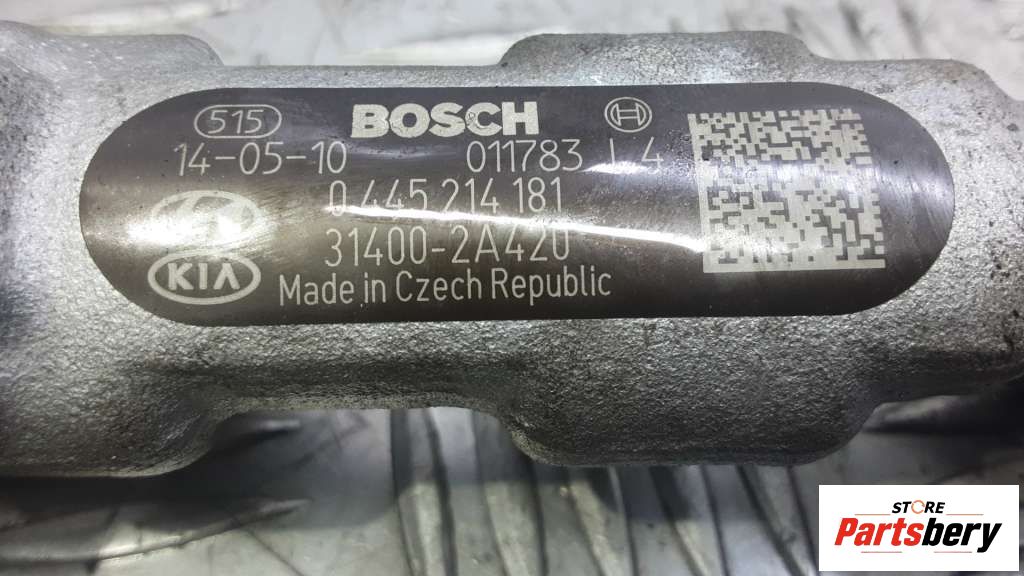 515 BOSCH
14-05-10 011783 L4
0 445 214 181
31400-2A420
KIA Made in Czech Republic
STORE
Partsbery